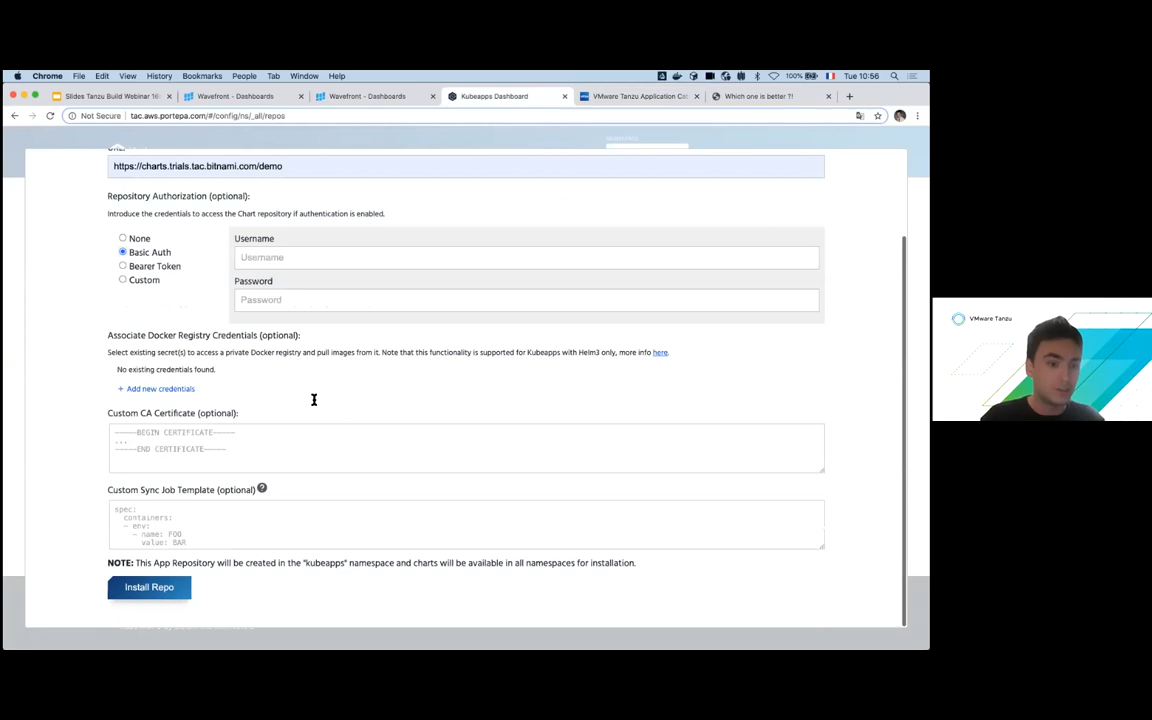 Chrome File Edit View History Bookmarks People Tab Window Help 100% Tue 10:56
Slides Tanzu Build Webinar 16 Wavefront - Dashboards Wavefront - Dashboards Kubeapps Dashboard VMware Tanzu Application Cat Which one is better ?!
Not Secure tac.aws.portepa.com/#/config/ns/_all/repos
https://charts.trials.tac.bitnami.com/demo
Repository Authorization (optional):
Introduce the credentials to access the Chart repository if authentication is enabled.
None
Basic Auth
Bearer Token
Custom
Username
Username
Password
Password
Associate Docker Registry Credentials (optional):
Select existing secret(s) to access a private Docker registry and pull images from it. Note that this functionality is supported for Kubeapps with Helm3 only, more info here.
No existing credentials found.
+ Add new credentials
Custom CA Certificate (optional):
-----BEGIN CERTIFICATE-----
...
-----END CERTIFICATE-----
Custom Sync Job Template (optional) ?
spec:
containers:
- env:
- name: FOO
value: BAR
NOTE: This App Repository will be created in the "kubeapps" namespace and charts will be available in all namespaces for installation.
Install Repo
VMware Tanzu